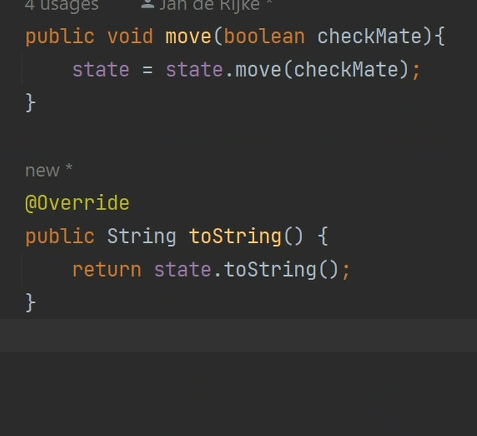 4 usages Jan de Rijke *
public void move(boolean checkMate){
state = state.move(checkMate);
}
new *
@Override
public String toString() {
return state.toString();
}